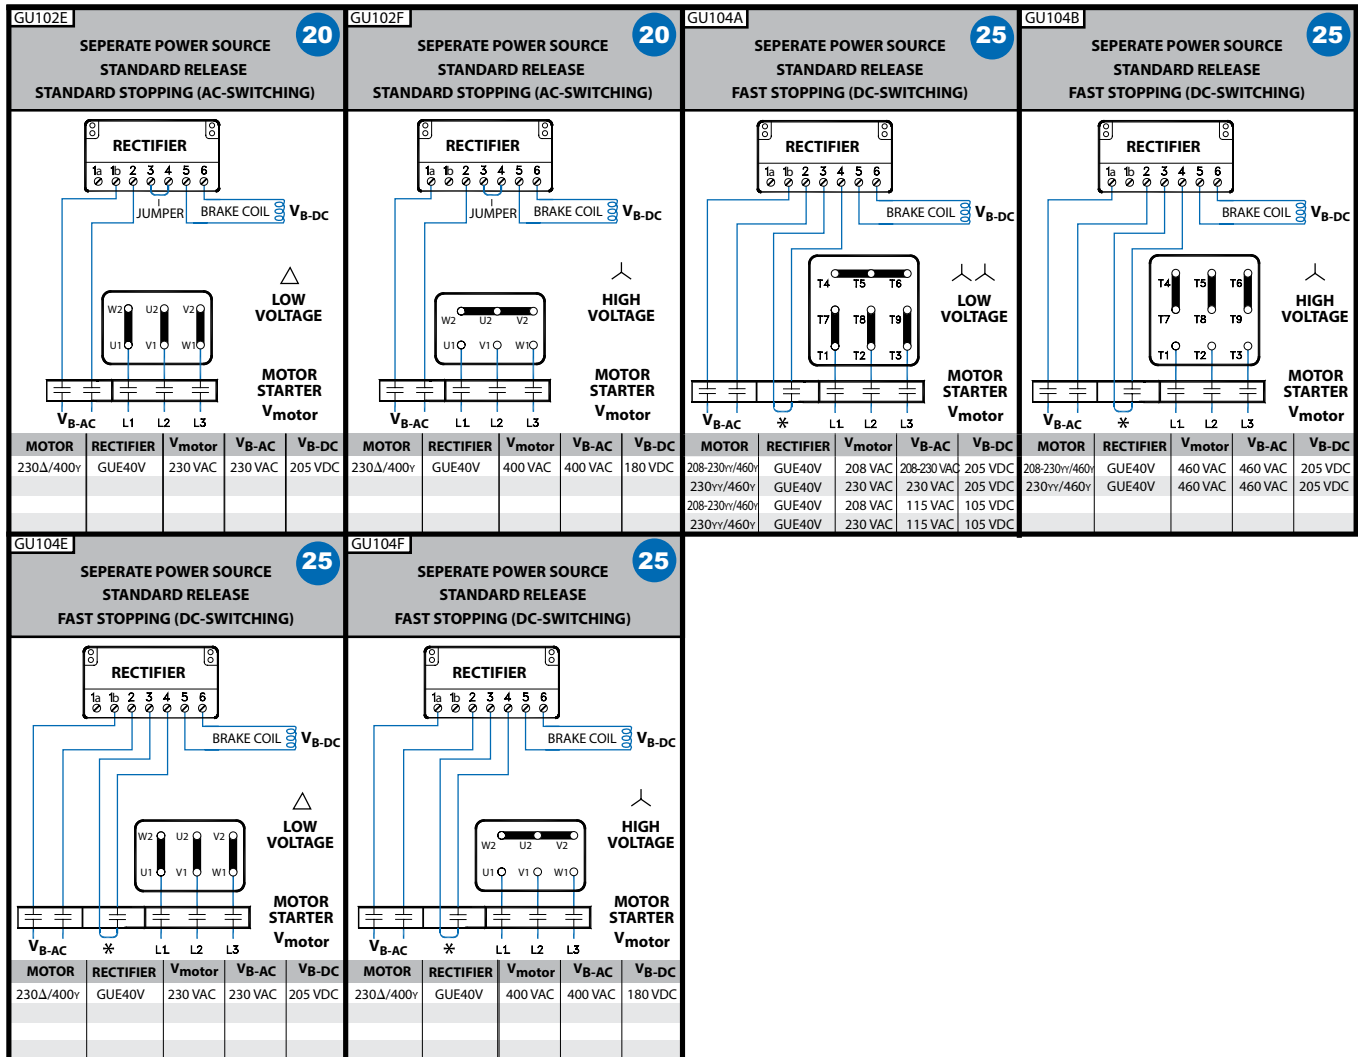 GU102E
20
SEPERATE POWER SOURCE
STANDARD RELEASE
STANDARD STOPPING (AC-SWITCHING)
RECTIFIER
1a 1b 2 3 4 5 6
JUMPER
BRAKE COIL
VB-DC
LOW
VOLTAGE
W2 U2 V2
U1 V1 W1
MOTOR
STARTER
Vmotor
VB-AC L1 L2 L3
MOTOR RECTIFIER Vmotor VB-AC VB-DC
230Δ/400Y GUE40V 230 VAC 230 VAC 205 VDC
GU102F
20
SEPERATE POWER SOURCE
STANDARD RELEASE
STANDARD STOPPING (AC-SWITCHING)
RECTIFIER
1a 1b 2 3 4 5 6
JUMPER
BRAKE COIL
VB-DC
HIGH
VOLTAGE
W2 U2 V2
U1 V1 W1
MOTOR
STARTER
Vmotor
VB-AC L1 L2 L3
MOTOR RECTIFIER Vmotor VB-AC VB-DC
230Δ/400Y GUE40V 400 VAC 400 VAC 180 VDC
GU104A
25
SEPERATE POWER SOURCE
STANDARD RELEASE
FAST STOPPING (DC-SWITCHING)
RECTIFIER
1a 1b 2 3 4 5 6
BRAKE COIL
VB-DC
T4 T5 T6
LOW
VOLTAGE
T7 T8 T9
T1 T2 T3
MOTOR
STARTER
Vmotor
VB-AC * L1 L2 L3
MOTOR RECTIFIER Vmotor VB-AC VB-DC
208-230YY/460Y GUE40V 208 VAC 208-230 VAC 205 VDC
230YY/460Y GUE40V 230 VAC 230 VAC 205 VDC
208-230YY/460Y GUE40V 208 VAC 115 VAC 105 VDC
230YY/460Y GUE40V 230 VAC 115 VAC 105 VDC
GU104B
25
SEPERATE POWER SOURCE
STANDARD RELEASE
FAST STOPPING (DC-SWITCHING)
RECTIFIER
1a 1b 2 3 4 5 6
BRAKE COIL
VB-DC
T4 T5 T6
HIGH
VOLTAGE
T7 T8 T9
T1 T2 T3
MOTOR
STARTER
Vmotor
VB-AC * L1 L2 L3
MOTOR RECTIFIER Vmotor VB-AC VB-DC
208-230YY/460Y GUE40V 460 VAC 460 VAC 205 VDC
230YY/460Y GUE40V 460 VAC 460 VAC 205 VDC
GU104E
25
SEPERATE POWER SOURCE
STANDARD RELEASE
FAST STOPPING (DC-SWITCHING)
RECTIFIER
1a 1b 2 3 4 5 6
BRAKE COIL
VB-DC
LOW
VOLTAGE
W2 U2 V2
U1 V1 W1
MOTOR
STARTER
Vmotor
VB-AC * L1 L2 L3
MOTOR RECTIFIER Vmotor VB-AC VB-DC
230Δ/400Y GUE40V 230 VAC 230 VAC 205 VDC
GU104F
25
SEPERATE POWER SOURCE
STANDARD RELEASE
FAST STOPPING (DC-SWITCHING)
RECTIFIER
1a 1b 2 3 4 5 6
BRAKE COIL
VB-DC
HIGH
VOLTAGE
W2 U2 V2
U1 V1 W1
MOTOR
STARTER
Vmotor
VB-AC * L1 L2 L3
MOTOR RECTIFIER Vmotor VB-AC VB-DC
230Δ/400Y GUE40V 400 VAC 400 VAC 180 VDC